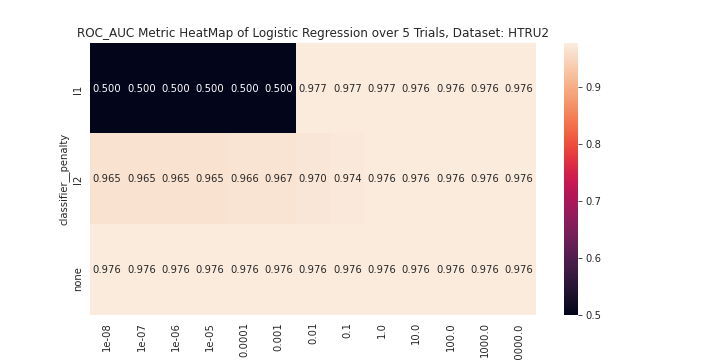 ROC_AUC Metric HeatMap of Logistic Regression over 5 Trials, Dataset: HTRU2
l1
0.500 0.500 0.500 0.500 0.500 0.500 0.977 0.977 0.977 0.976 0.976 0.976 0.976
l2
0.965 0.965 0.965 0.965 0.966 0.967 0.970 0.974 0.976 0.976 0.976 0.976 0.976
none
0.976 0.976 0.976 0.976 0.976 0.976 0.976 0.976 0.976 0.976 0.976 0.976 0.976
classifier__penalty
1e-08 1e-07 1e-06 1e-05 0.0001 0.001 0.01 0.1 1.0 10.0 100.0 1000.0 0000.0
0.9
0.8
0.7
0.6
0.5